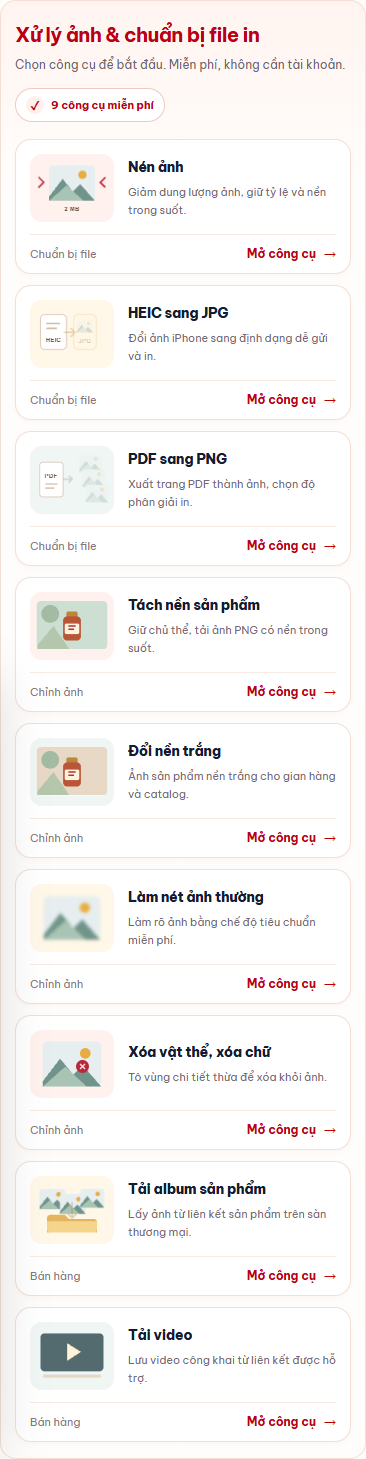 Xử lý ảnh & chuẩn bị file in
Chọn công cụ để bắt đầu. Miễn phí, không cần tài khoản.
✓ 9 công cụ miễn phí
2 MB
Nén ảnh
Giảm dung lượng ảnh, giữ tỷ lệ và nền
trong suốt.
Chuẩn bị file
Mở công cụ →
HEIC
JPG
HEIC sang JPG
Đổi ảnh iPhone sang định dạng dễ gửi
và in.
Chuẩn bị file
Mở công cụ →
PDF
PDF sang PNG
Xuất trang PDF thành ảnh, chọn độ
phân giải in.
Chuẩn bị file
Mở công cụ →
Tách nền sản phẩm
Giữ chủ thể, tải ảnh PNG có nền trong
suốt.
Chỉnh ảnh
Mở công cụ →
Đổi nền trắng
Ảnh sản phẩm nền trắng cho gian hàng
và catalog.
Chỉnh ảnh
Mở công cụ →
Làm nét ảnh thường
Làm rõ ảnh bằng chế độ tiêu chuẩn
miễn phí.
Chỉnh ảnh
Mở công cụ →
Xóa vật thể, xóa chữ
Tô vùng chi tiết thừa để xóa khỏi ảnh.
Chỉnh ảnh
Mở công cụ →
Tải album sản phẩm
Lấy ảnh từ liên kết sản phẩm trên sàn
thương mại.
Bán hàng
Mở công cụ →
Tải video
Lưu video công khai từ liên kết được hỗ
trợ.
Bán hàng
Mở công cụ →